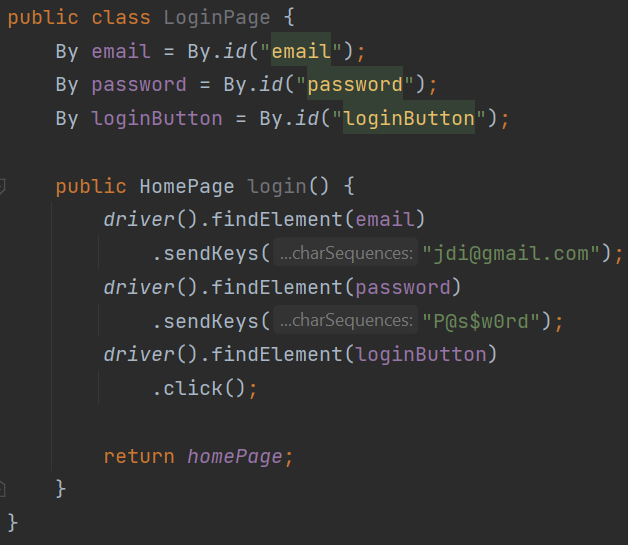 public class LoginPage {
    By email = By.id("email");
    By password = By.id("password");
    By loginButton = By.id("loginButton");
    public HomePage login() {
        driver().findElement(email)
            .sendKeys( ...charSequences: "jdi@gmail.com");
        driver().findElement(password)
            .sendKeys( ...charSequences: "P@s$w0rd");
        driver().findElement(loginButton)
            .click();
        return homePage;
    }
}